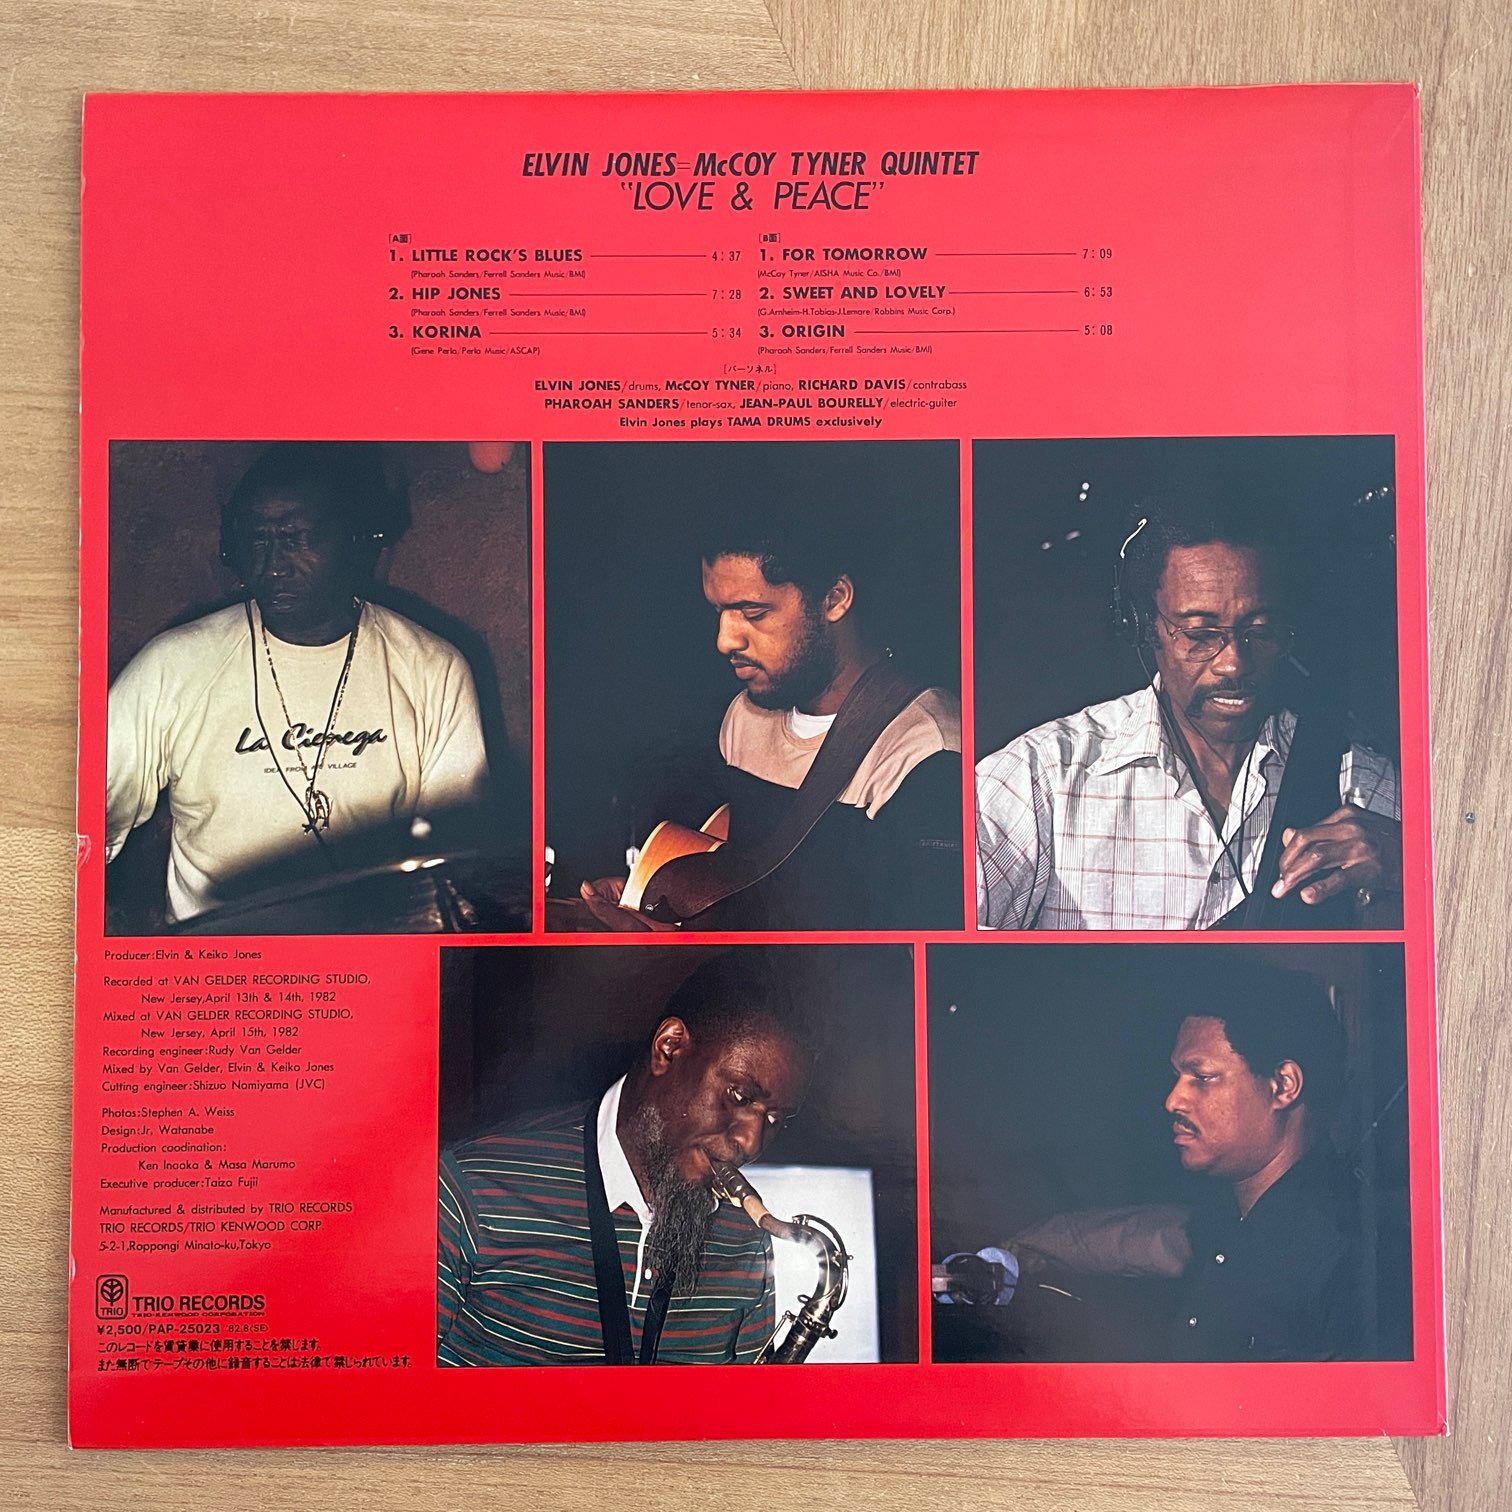 ELVIN JONES=McCOY TYNER QUINTET
"LOVE & PEACE"
[A面]
1. LITTLE ROCK'S BLUES 4:37
(Pharoah Sanders/Ferrell Sanders Music/BMI)
2. HIP JONES 7:28
(Pharoah Sanders/Ferrell Sanders Music/BMI)
3. KORINA 5:34
(Gene Perla/Perla Music/ASCAP)
[B面]
1. FOR TOMORROW 7:09
(McCoy Tyner/AISHA Music Co./BMI)
2. SWEET AND LOVELY 6:53
(G.Arnheim-H.Tobias-J.Lemare/Robbins Music Corp.)
3. ORIGIN 5:08
(Pharoah Sanders/Ferrell Sanders Music/BMI)
[パーソネル]
ELVIN JONES/drums, McCOY TYNER/piano, RICHARD DAVIS/contrabass
PHAROAH SANDERS/tenor-sax, JEAN-PAUL BOURELLY/electric-guiter
Elvin Jones plays TAMA DRUMS exclusively
La Cienega
IDEA FROM VILLAGE
Producer:Elvin & Keiko Jones
Recorded at VAN GELDER RECORDING STUDIO,
New Jersey,April 13th & 14th, 1982
Mixed at VAN GELDER RECORDING STUDIO,
New Jersey, April 15th, 1982
Recording engineer:Rudy Van Gelder
Mixed by Van Gelder, Elvin & Keiko Jones
Cutting engineer:Shizuo Nomiyama (JVC)
Photos:Stephen A. Weiss
Design:Jr. Watanabe
Production coodination:
Ken Inaoka & Masa Marumo
Executive producer:Taizo Fujii
Manufactured & distributed by TRIO RECORDS
TRIO RECORDS/TRIO KENWOOD CORP.
5-2-1,Roppongi Minato-ku,Tokyo
TRIO
TRIO RECORDS
TRIO-KENWOOD CORPORATION
¥2,500/PAP-25023 '82.8(SE)
このレコードを賃貸業に使用することを禁じます。
また無断でテープその他に録音することは法律で禁じられています。